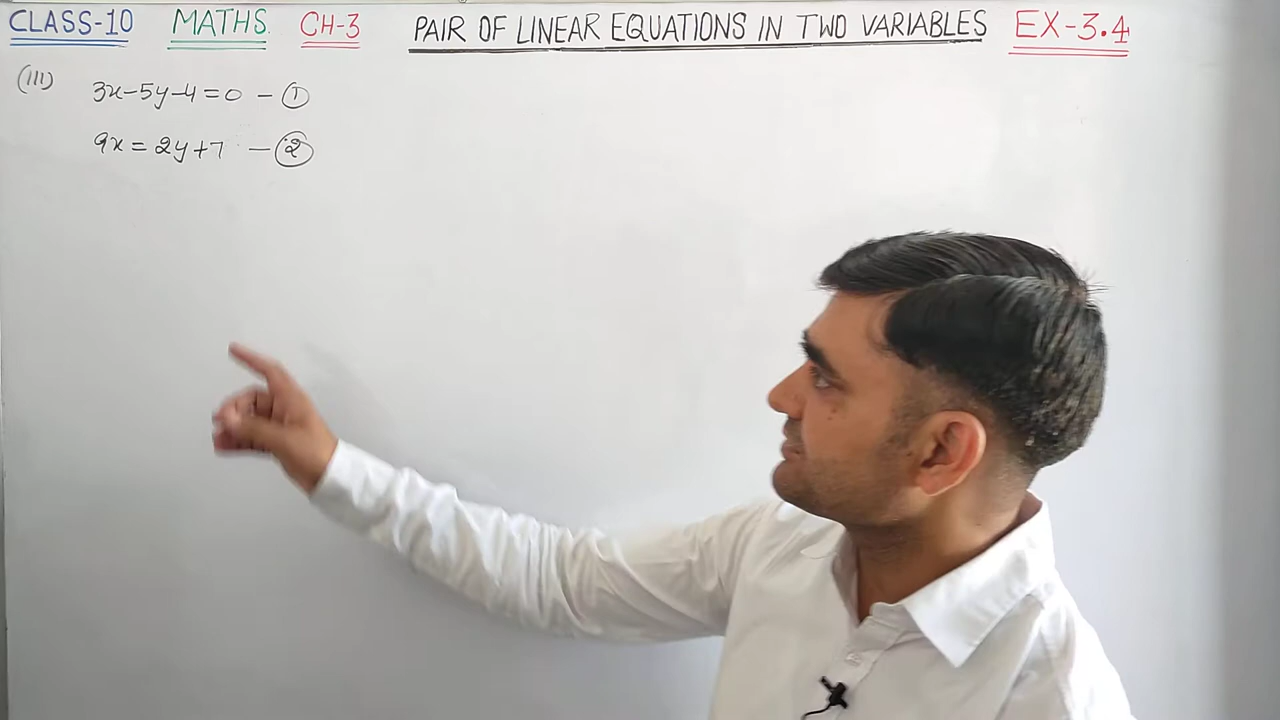 CLASS-10 MATHS. CH-3 PAIR OF LINEAR EQUATIONS IN TWO VARIABLES EX-3.4
(III) 3x-5y-4=0 - ①
9x = 2y+7 - ②